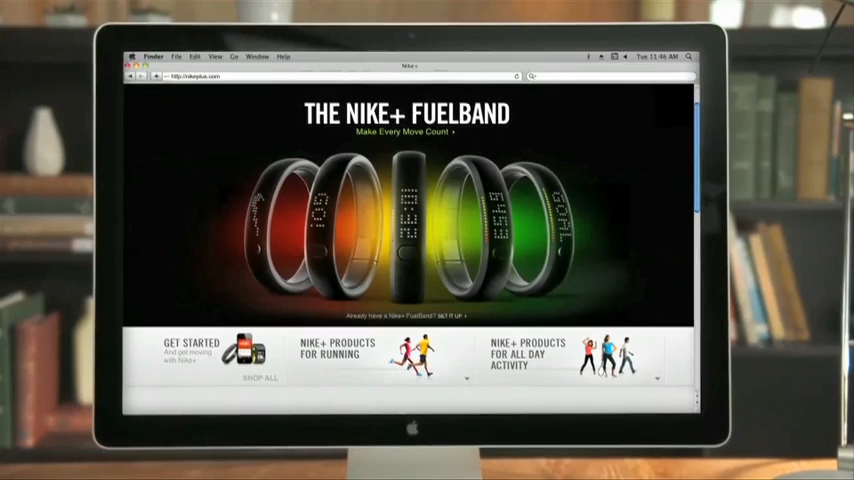 Finder File Edit View Go Window Help Tue 11:46 AM
Nike+
http://nikeplus.com
THE NIKE+ FUELBAND
Make Every Move Count
Already have a Nike+ FuelBand? SET IT UP
GET STARTED
And get moving
with Nike+
SHOP ALL
NIKE+ PRODUCTS
FOR RUNNING
NIKE+ PRODUCTS
FOR ALL DAY
ACTIVITY